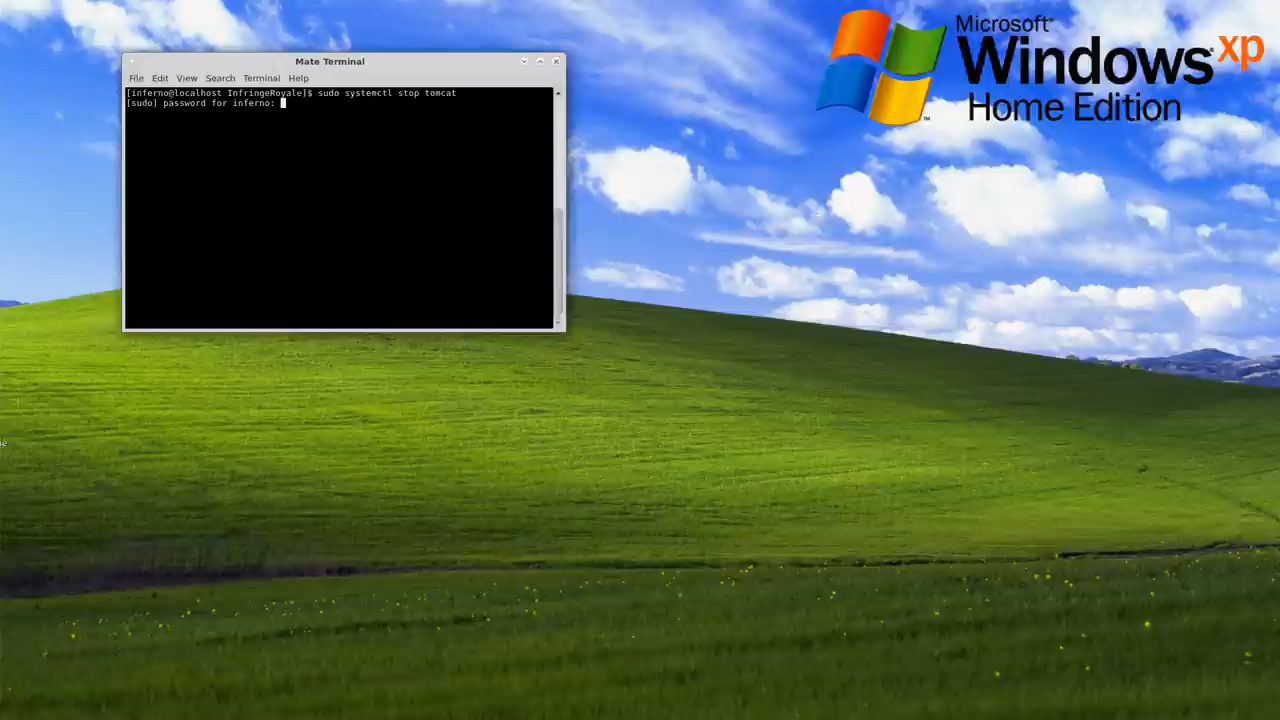 Microsoft®
Windows® xp
Home Edition
™
Mate Terminal
File Edit View Search Terminal Help
[inferno@localhost InfringeRoyale]$ sudo systemctl stop tomcat
[sudo] password for inferno: